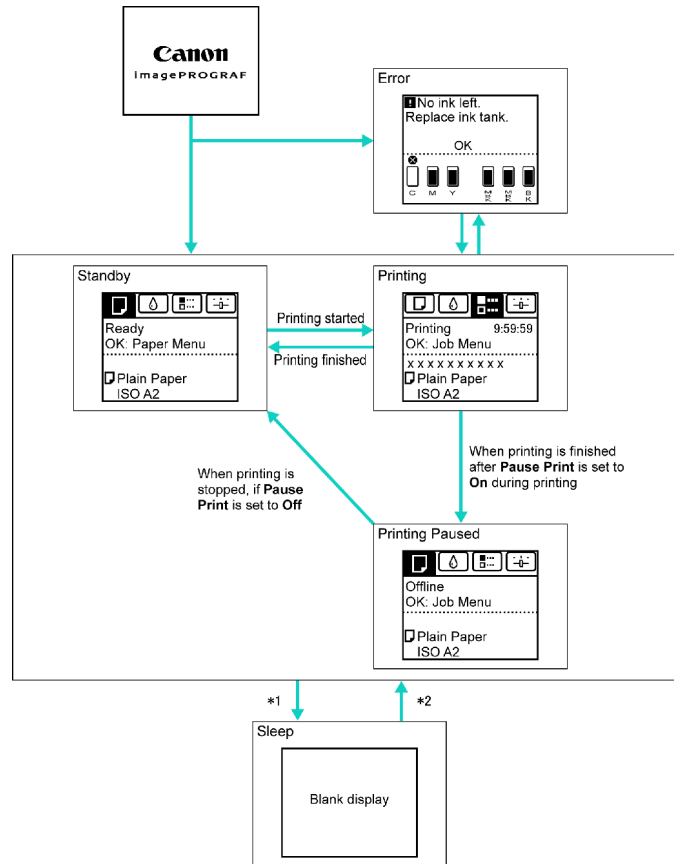 Canon
imagePROGRAF
Error
! No ink left.
Replace ink tank.
OK
C M Y MBK MBK BK
Standby
Ready
OK: Paper Menu
Plain Paper
ISO A2
Printing started
Printing finished
Printing
Printing 9:59:59
OK: Job Menu
x x x x x x x x x x
Plain Paper
ISO A2
When printing is
stopped, if Pause
Print is set to Off
When printing is finished
after Pause Print is set to
On during printing
Printing Paused
Offline
OK: Job Menu
Plain Paper
ISO A2
*1
*2
Sleep
Blank display